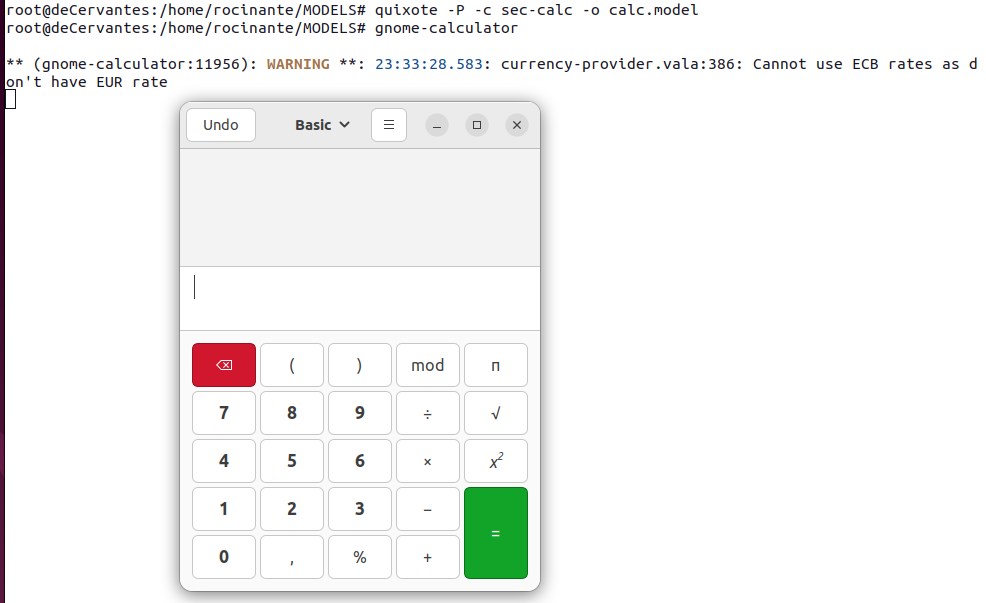 root@deCervantes:/home/rocinante/MODELS# quixote -P -c sec-calc -o calc.model
root@deCervantes:/home/rocinante/MODELS# gnome-calculator
** (gnome-calculator:11956): WARNING **: 23:33:28.583: currency-provider.vala:386: Cannot use ECB rates as d
on't have EUR rate
Undo Basic
( ) mod π
7 8 9 ÷ √
4 5 6 × x²
1 2 3 −
=
0 , % +